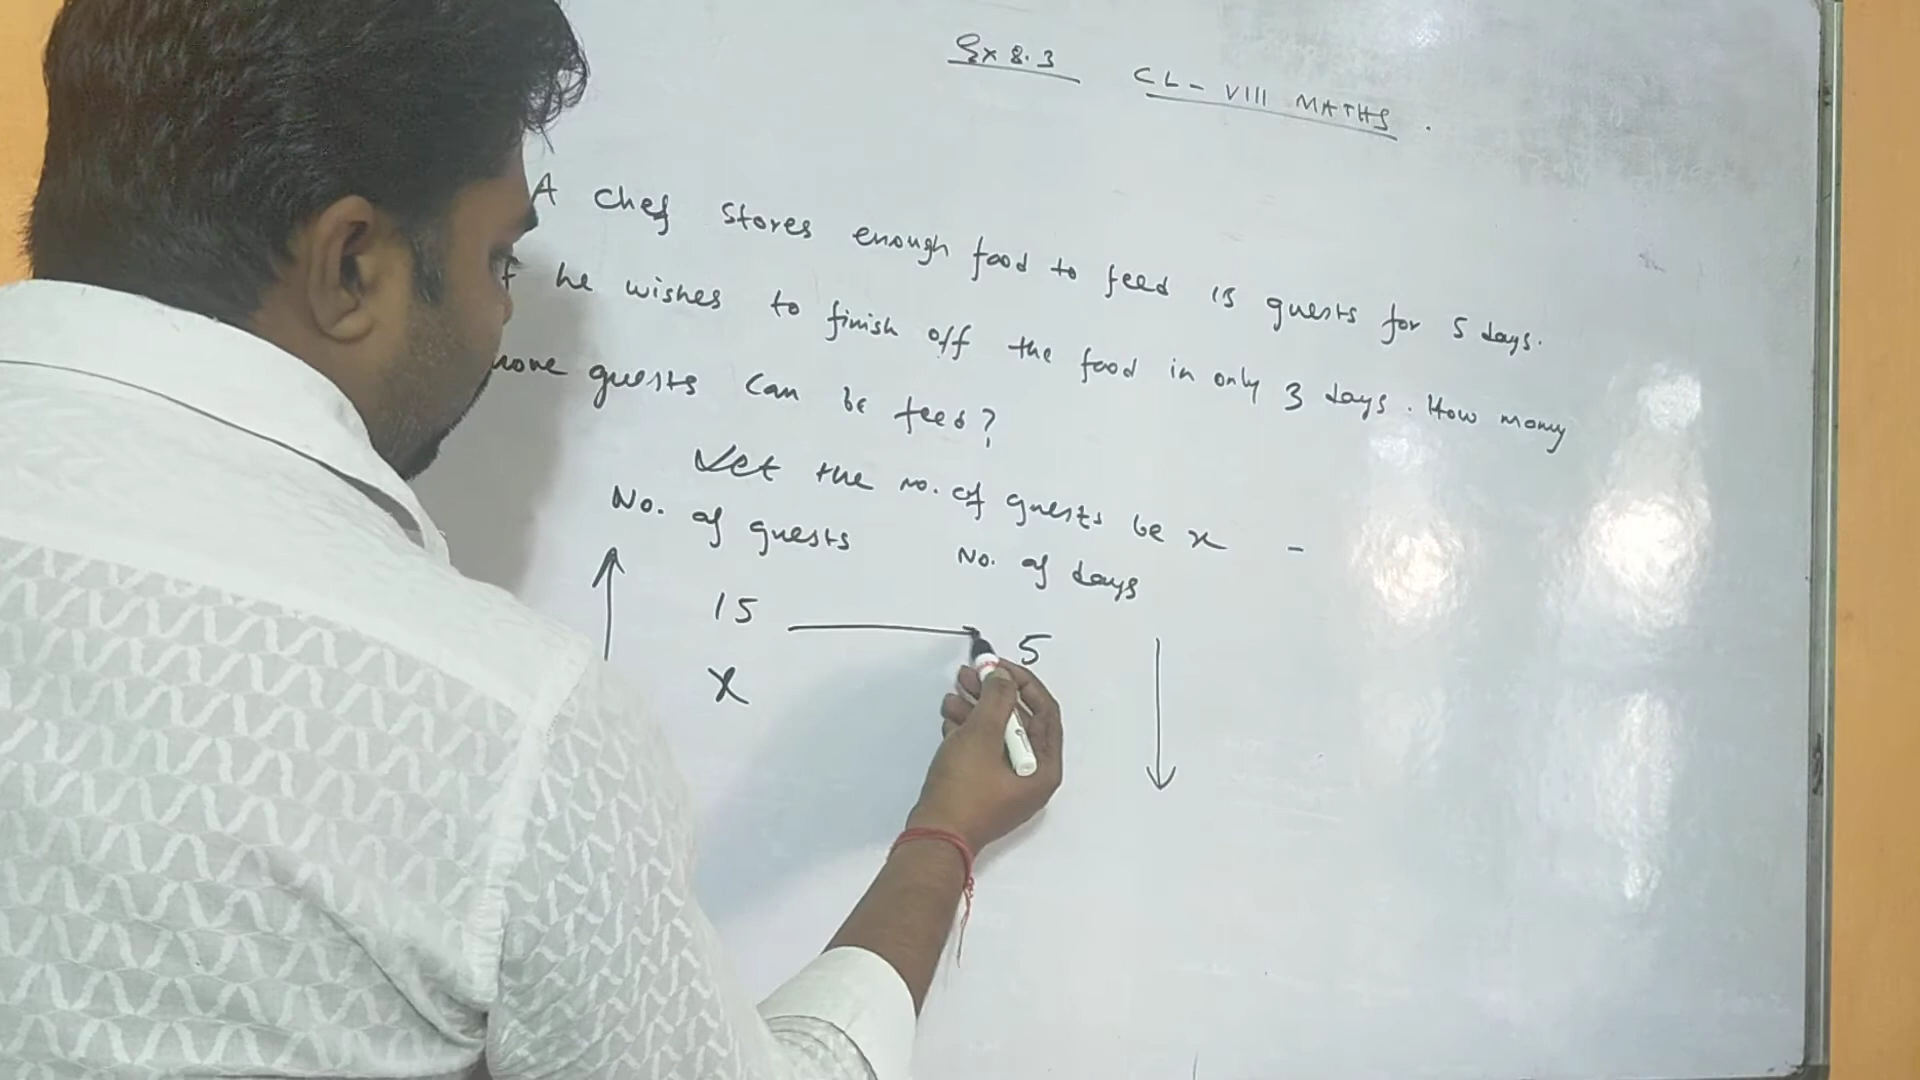 Ex 8.3 CL - VIII MATHS.
A chef stores enough food to feed 15 guests for 5 days.
he wishes to finish off the food in only 3 days. How many
guests can be feed?
Let the no. of guests be x -
No. of guests No. of days
15 5
x